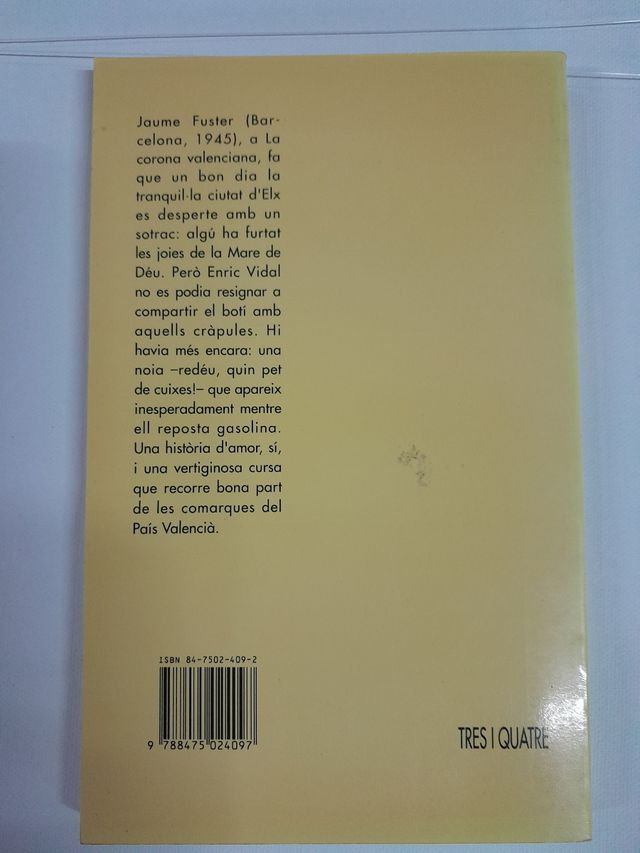 Jaume Fuster (Bar-
celona, 1945), a La
corona valenciana, fa
que un bon dia la
tranquil·la ciutat d'Elx
es desperte amb un
sotrac: algú ha furtat
les joies de la Mare de
Déu. Però Enric Vidal
no es podia resignar a
compartir el botí amb
aquells cràpules. Hi
havia més encara: una
noia –redéu, quin pet
de cuixes!– que apareix
inesperadament mentre
ell reposta gasolina.
Una història d'amor, sí,
i una vertiginosa cursa
que recorre bona part
de les comarques del
País Valencià.
ISBN 84-7502-409-2
9 788475 024097
TRES I QUATRE